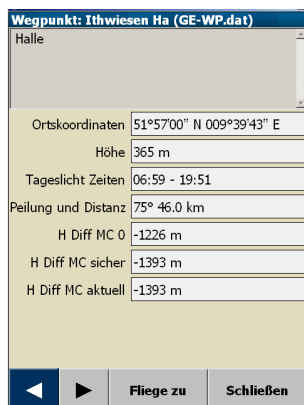 Wegpunkt: Ithwiesen Ha (GE-WP.dat)
Halle
Ortskoordinaten 51°57'00" N 009°39'43" E
Höhe 365 m
Tageslicht Zeiten 06:59 - 19:51
Peilung und Distanz 75° 46.0 km
H Diff MC 0 -1226 m
H Diff MC sicher -1393 m
H Diff MC aktuell -1393 m
Fliege zu Schließen